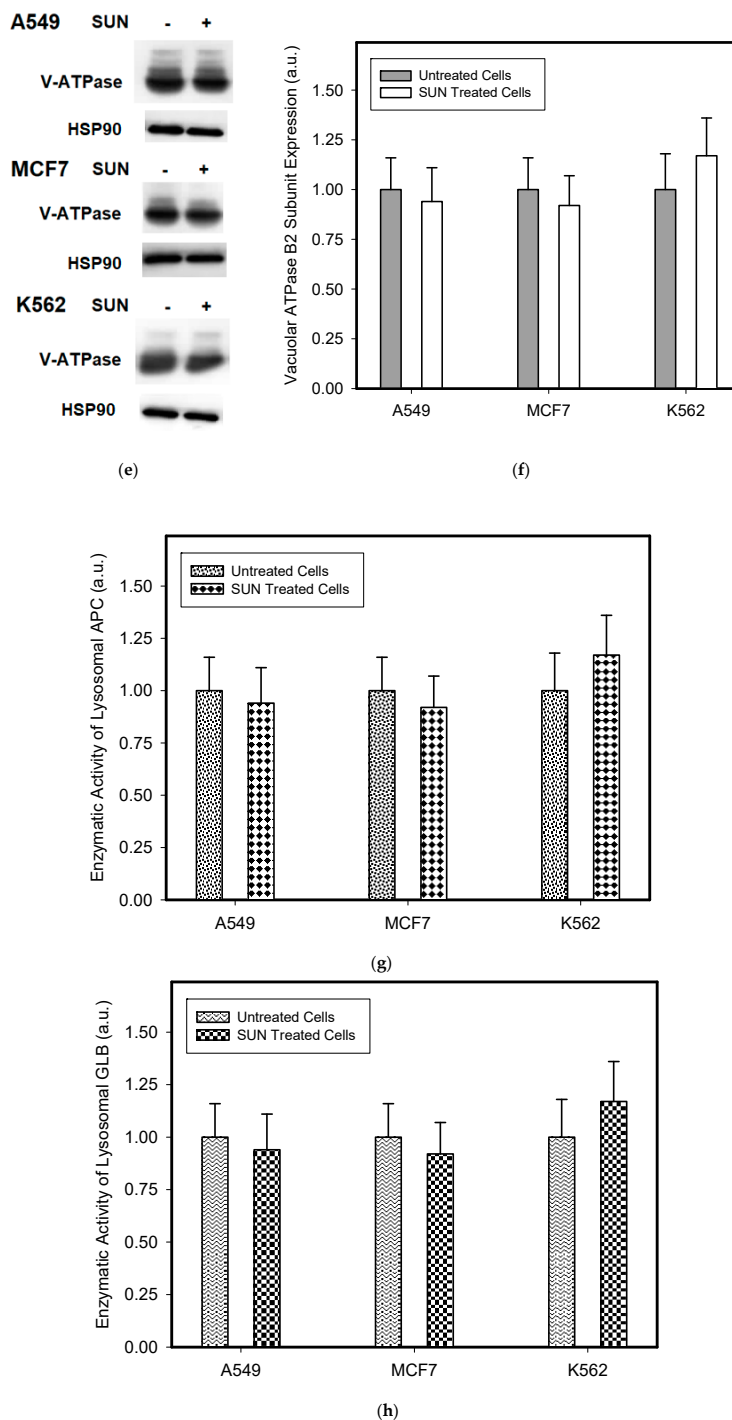 A549 SUN - +
V-ATPase
HSP90
MCF7 SUN - +
V-ATPase
HSP90
K562 SUN - +
V-ATPase
HSP90
(e)
Vacuolar ATPase B2 Subunit Expression (a.u.)
Untreated Cells
SUN Treated Cells
1.50
1.25
1.00
0.75
0.50
0.25
0.00
A549 MCF7 K562
(f)
Enzymatic Activity of Lysosomal APC (a.u.)
Untreated Cells
SUN Treated Cells
1.50
1.25
1.00
0.75
0.50
0.25
0.00
A549 MCF7 K562
(g)
Enzymatic Activity of Lysosomal GLB (a.u.)
Untreated Cells
SUN Treated Cells
1.50
1.25
1.00
0.75
0.50
0.25
0.00
A549 MCF7 K562
(h)